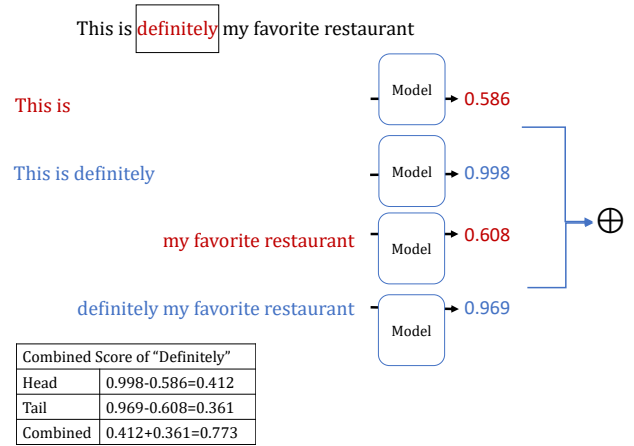 This is definitely my favorite restaurant
This is
Model
0.586
This is definitely
Model
0.998
my favorite restaurant
Model
0.608
definitely my favorite restaurant
Model
0.969
Combined Score of “Definitely”
Head 0.998-0.586=0.412
Tail 0.969-0.608=0.361
Combined 0.412+0.361=0.773